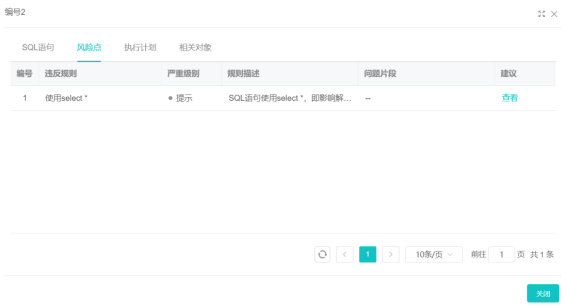 编号2
SQL语句 风险点 执行计划 相关对象
编号 违反规则 严重级别 规则描述 问题片段 建议
1 使用select * 提示 SQL语句使用select *，即影响解... -- 查看
1 10条/页 前往 1 页 共 1 条
关闭